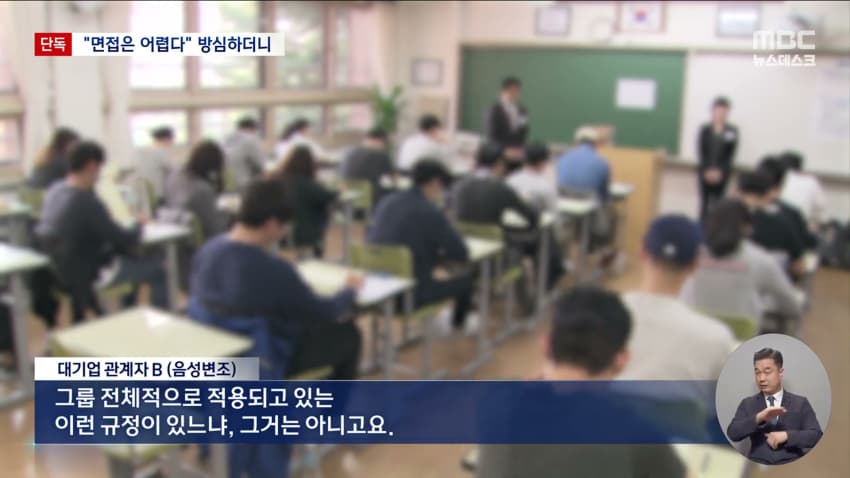 단독 "면접은 어렵다" 방심하더니
MBC
뉴스데스크
대기업 관계자 B (음성변조)
그룹 전체적으로 적용되고 있는
이런 규정이 있느냐, 그거는 아니고요.